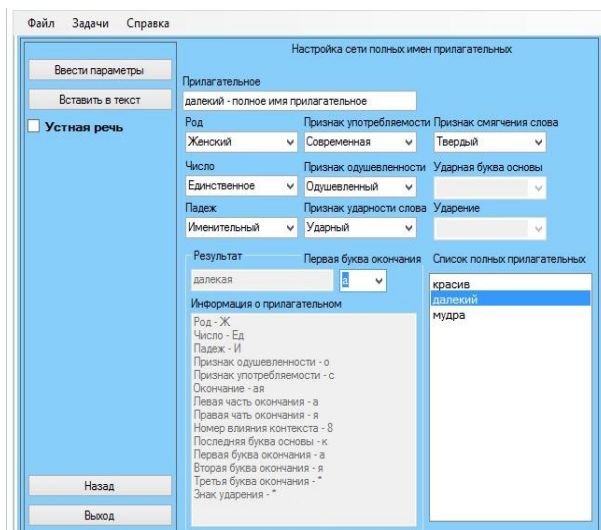 Файл Задачи Справка
Настройка сети полных имен прилагательных
Ввести параметры
Вставить в текст
Устная речь
Прилагательное
далекий - полное имя прилагательное
Род Признак употребляемости Признак смягчения слова
Женский Современная Твердый
Число Признак одушевленности Ударная буква основы
Единственное Одушевленный
Падеж Признак ударности слова Ударение
Именительный Ударный
Результат Первая буква окончания Список полных прилагательных
далекая а
красив
далекий
мудра
Информация о прилагательном
Род - Ж
Число - Ед
Падеж - И
Признак одушевленности - о
Признак употребляемости - с
Окончание - ая
Левая часть окончания - а
Правая чать окончания - я
Номер влияния контекста - 8
Последняя буква основы - к
Первая буква окончания - а
Вторая буква окончания - я
Третья буква окончания - *
Знак ударения - *
Назад
Выход